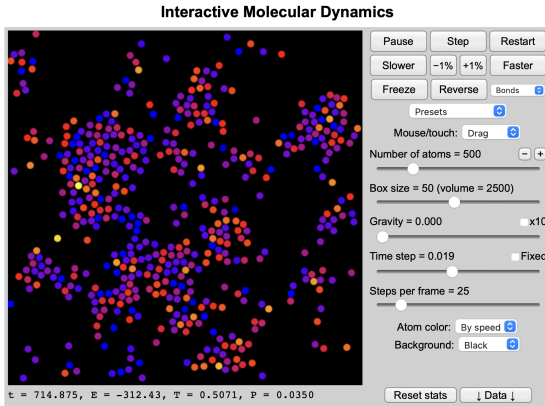 Interactive Molecular Dynamics
Pause Step Restart
Slower −1% +1% Faster
Freeze Reverse Bonds
Presets
Mouse/touch: Drag
Number of atoms = 500 − +
Box size = 50 (volume = 2500)
Gravity = 0.000 x10
Time step = 0.019 Fixed
Steps per frame = 25
Atom color: By speed
Background: Black
t = 714.875, E = -312.43, T = 0.5071, P = 0.0350
Reset stats ↓ Data ↓